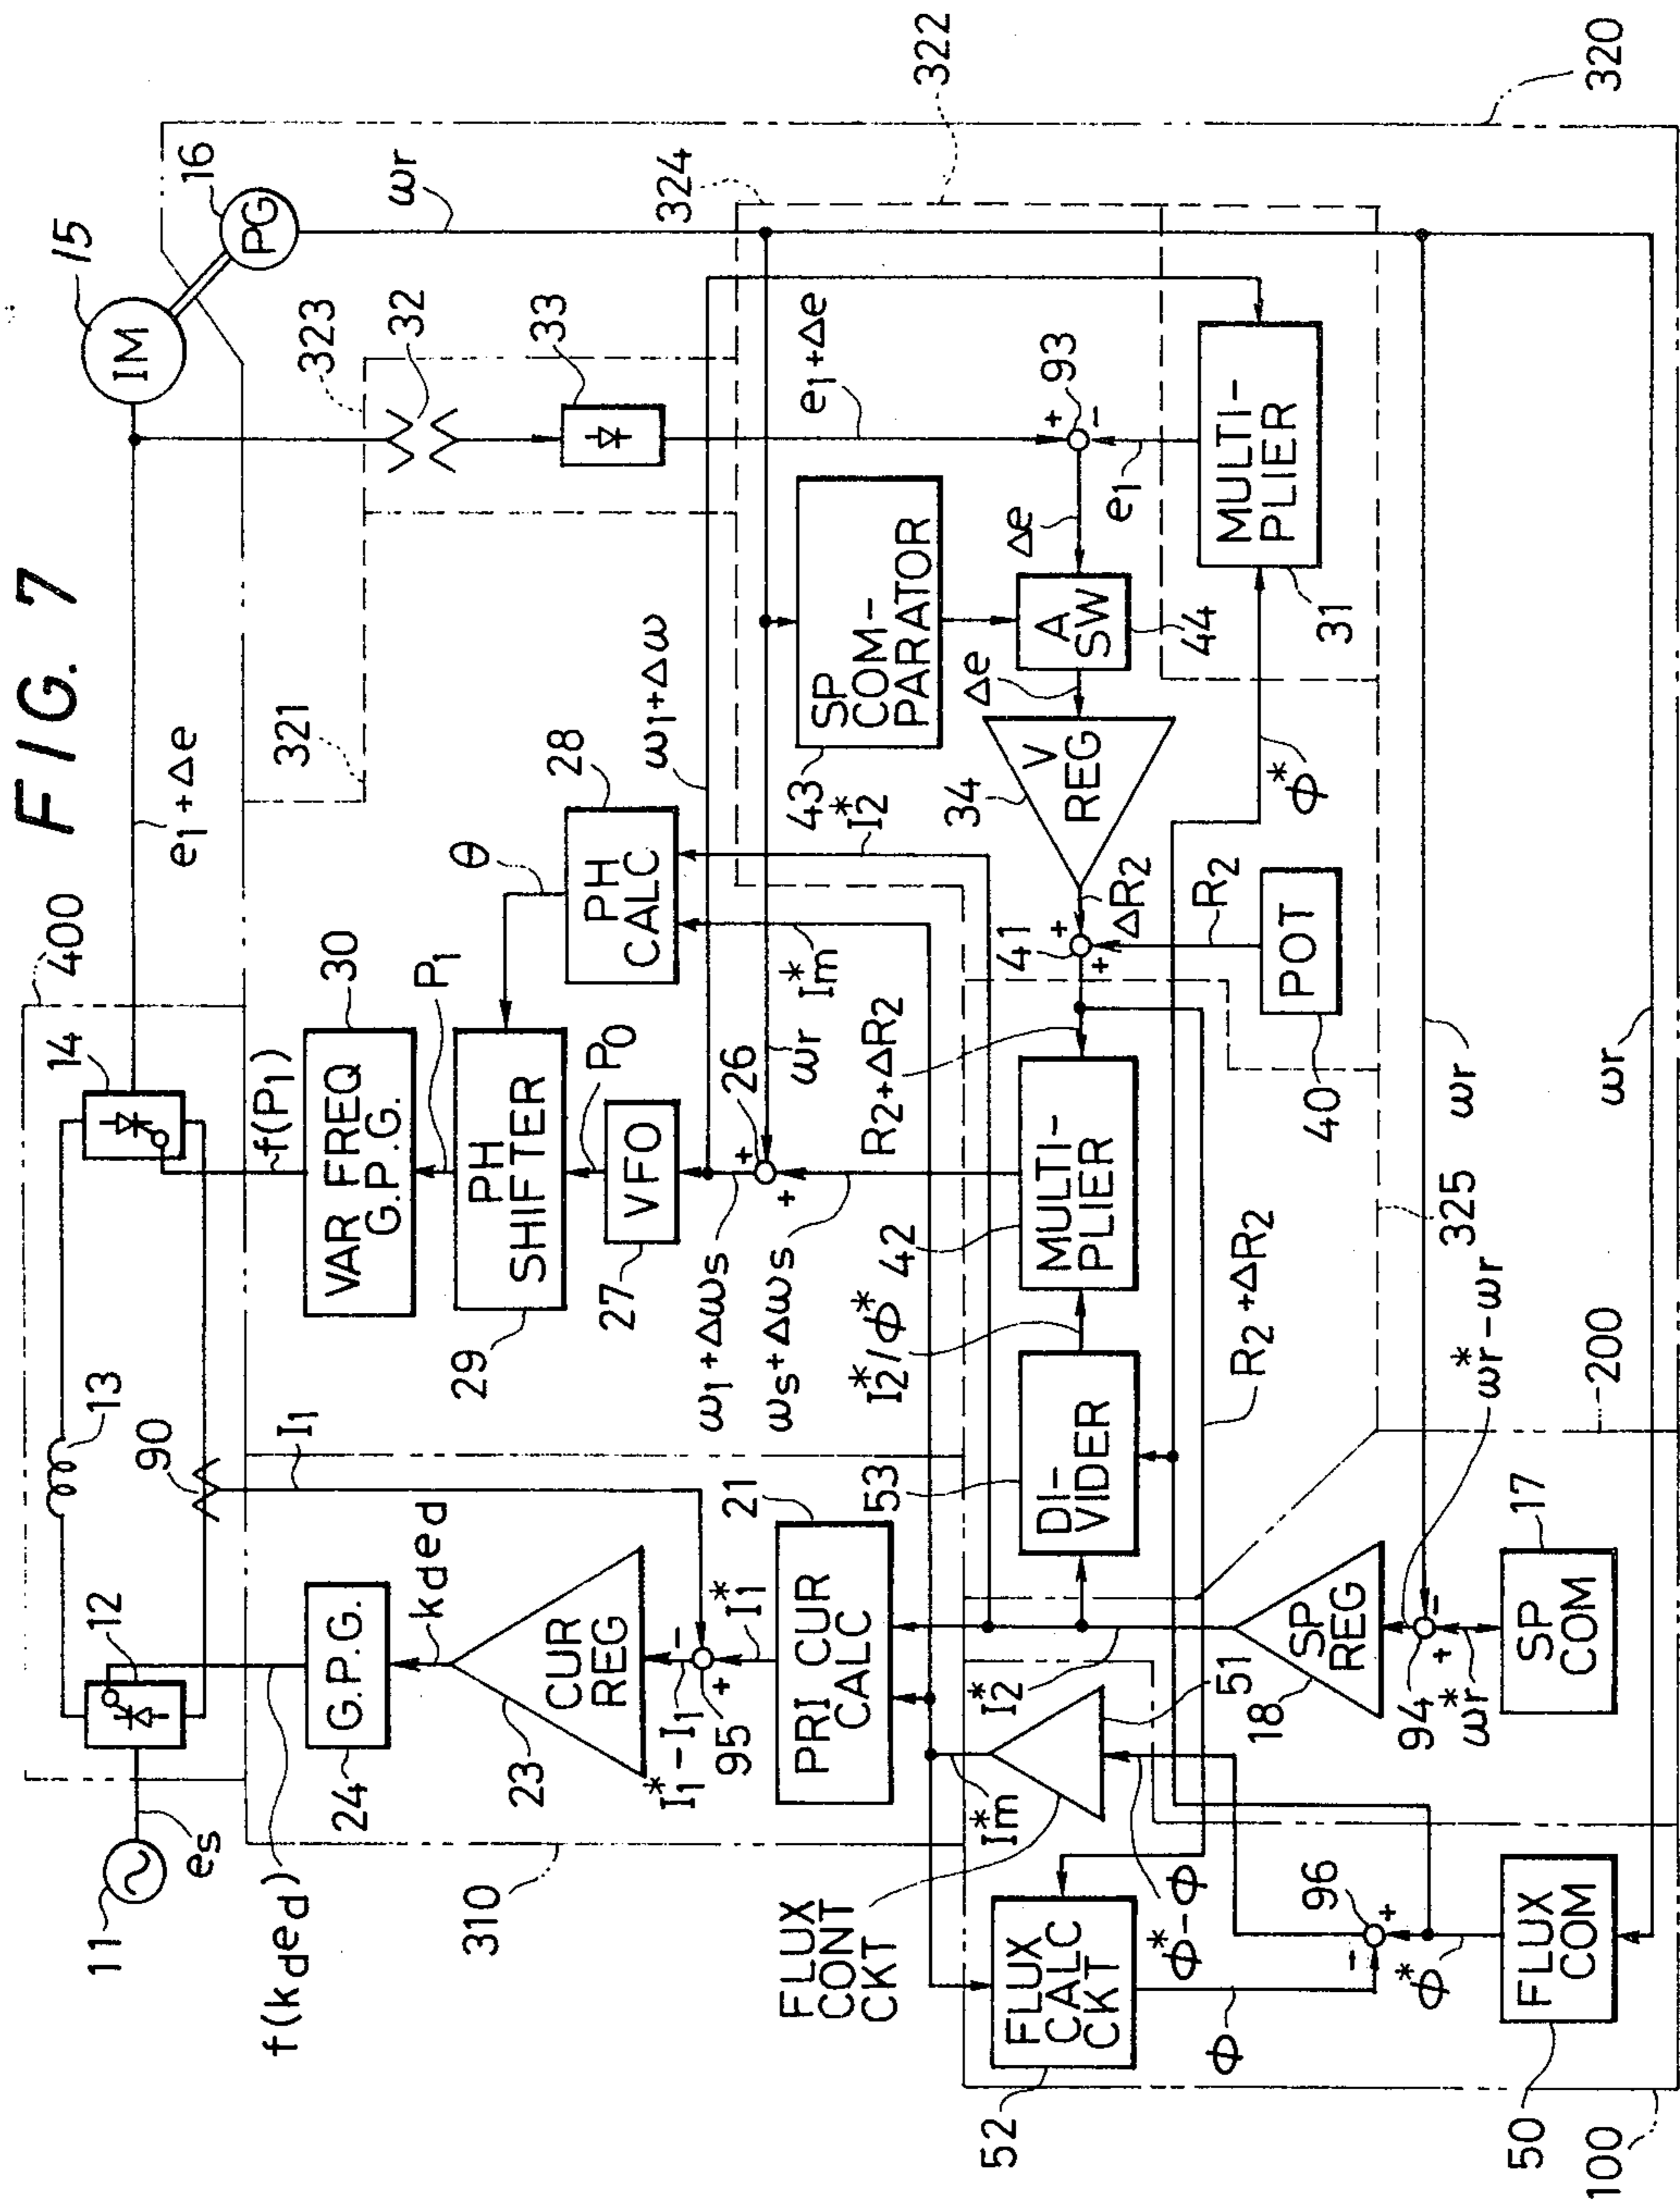 FIG. 7
400
14
e1+Δe
15
IM
16
PG
13
90
12
11
es
f(kded)
f(P1)
321
323
32
33
ωr
30
VAR FREQ
G.P.G.
P1
θ
28
PH
CALC
PH
SHIFTER
29
P0
VFO
27
I1
24
G.P.G.
kded
CUR
REG
23
I1*-I1
95
+
-
I1*
21
PRI CUR
CALC
310
ω1+Δωs
ωs+Δωs
26
+
+
ωr
Im*
I2*
ω1+Δω
e1+Δe
324
322
320
43
SP
COM-
PARATOR
93
+
-
Δe
e1
A
SW
44
Δe
V
REG
34
MULTI-
PLIER
31
Φ*
ΔR2
41
+
+
R2
POT
40
R2+ΔR2
42
MULTI-
PLIER
I2*/Φ*
53
DI-
VIDER
R2+ΔR2
325
ωr
ωr
ωr*-ωr
200
I2*
51
SP
REG
18
94
+
-
ωr*
17
SP
COM
Im*
FLUX
CONT
CKT
FLUX
CALC
CKT
52
Φ*-Φ
Φ
96
-
+
Φ*
FLUX
COM
50
100